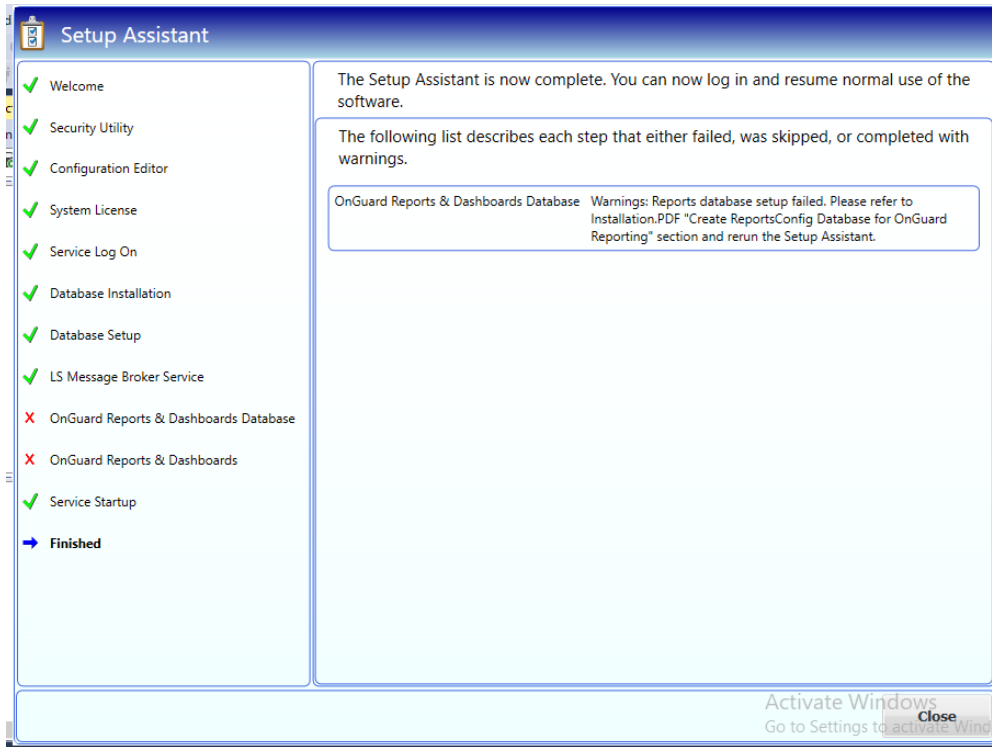 Setup Assistant
Welcome
Security Utility
Configuration Editor
System License
Service Log On
Database Installation
Database Setup
LS Message Broker Service
X OnGuard Reports & Dashboards Database
X OnGuard Reports & Dashboards
Service Startup
Finished
The Setup Assistant is now complete. You can now log in and resume normal use of the
software.
The following list describes each step that either failed, was skipped, or completed with
warnings.
OnGuard Reports & Dashboards Database Warnings: Reports database setup failed. Please refer to
Installation.PDF "Create ReportsConfig Database for OnGuard
Reporting" section and rerun the Setup Assistant.
Activate Windows
Go to Settings to activate Wind
Close